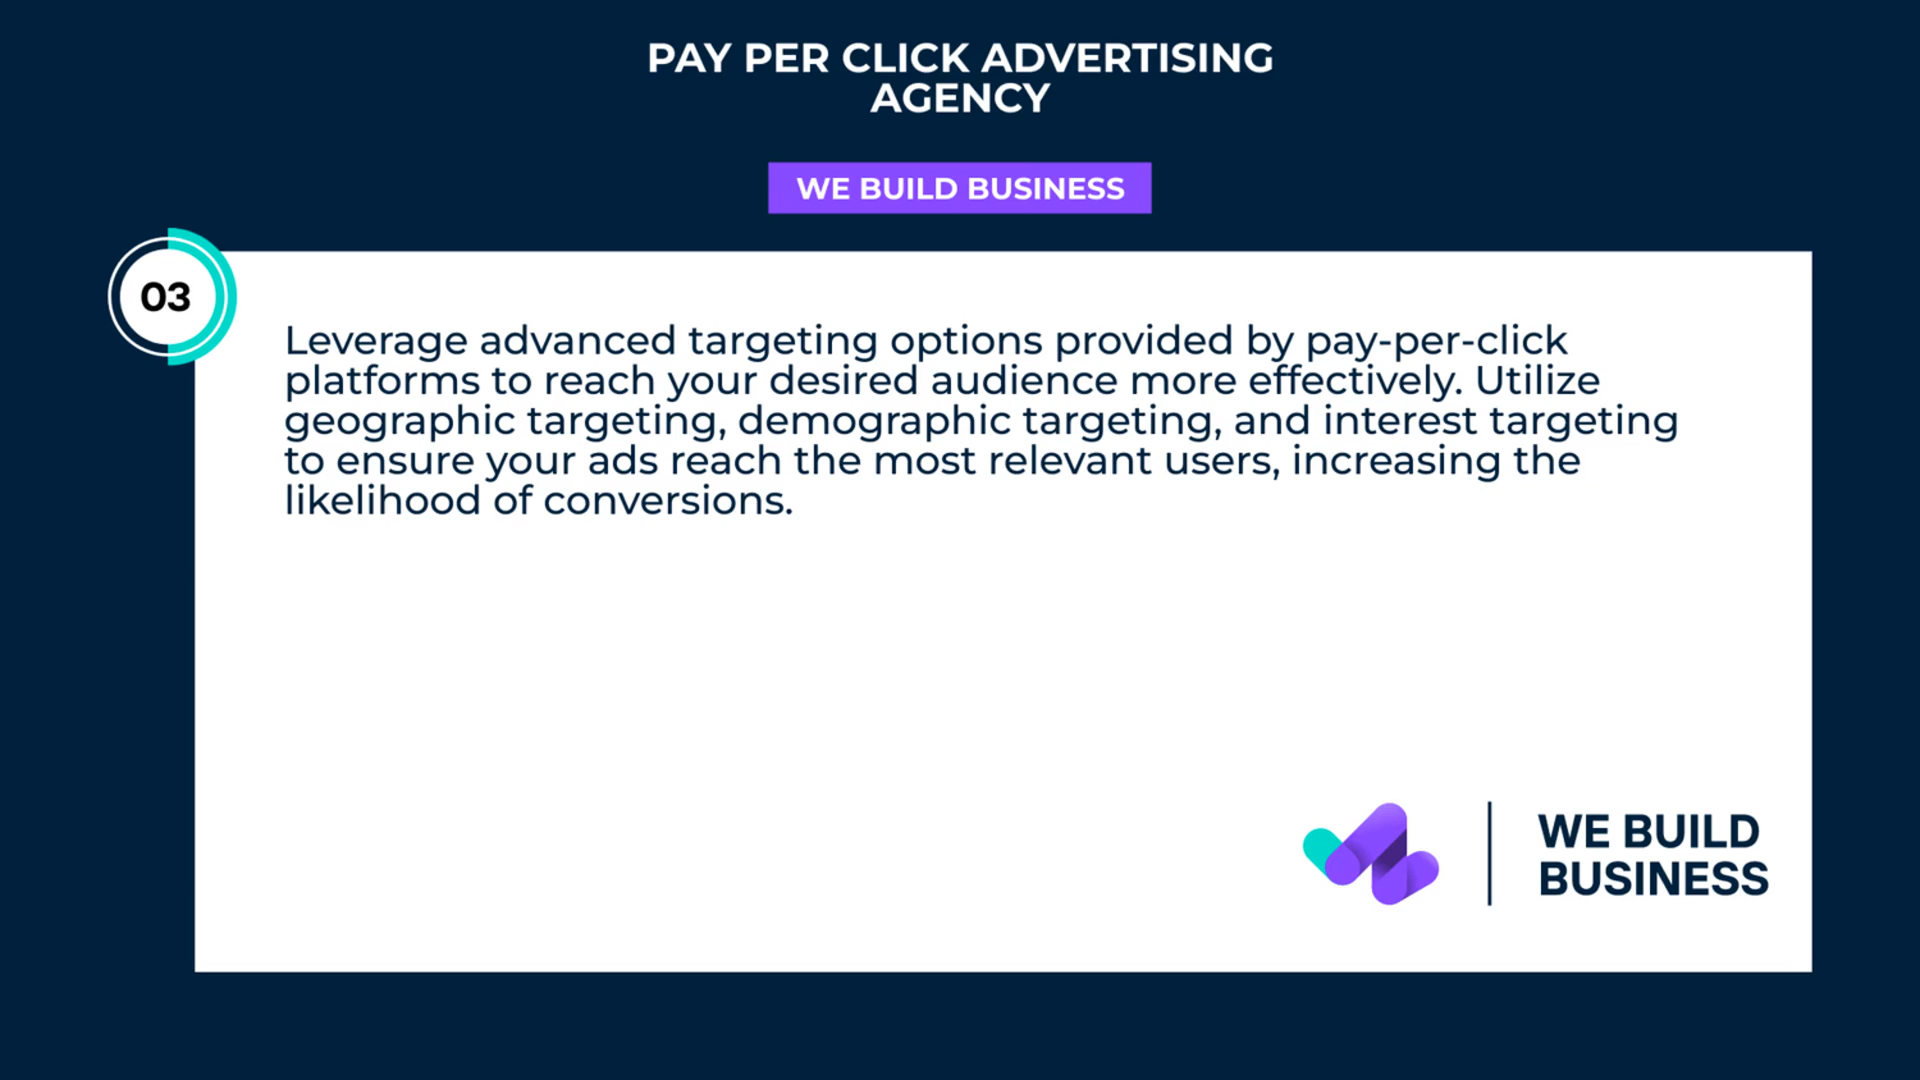 PAY PER CLICK ADVERTISING
AGENCY
WE BUILD BUSINESS
03
Leverage advanced targeting options provided by pay-per-click
platforms to reach your desired audience more effectively. Utilize
geographic targeting, demographic targeting, and interest targeting
to ensure your ads reach the most relevant users, increasing the
likelihood of conversions.
WE BUILD
BUSINESS